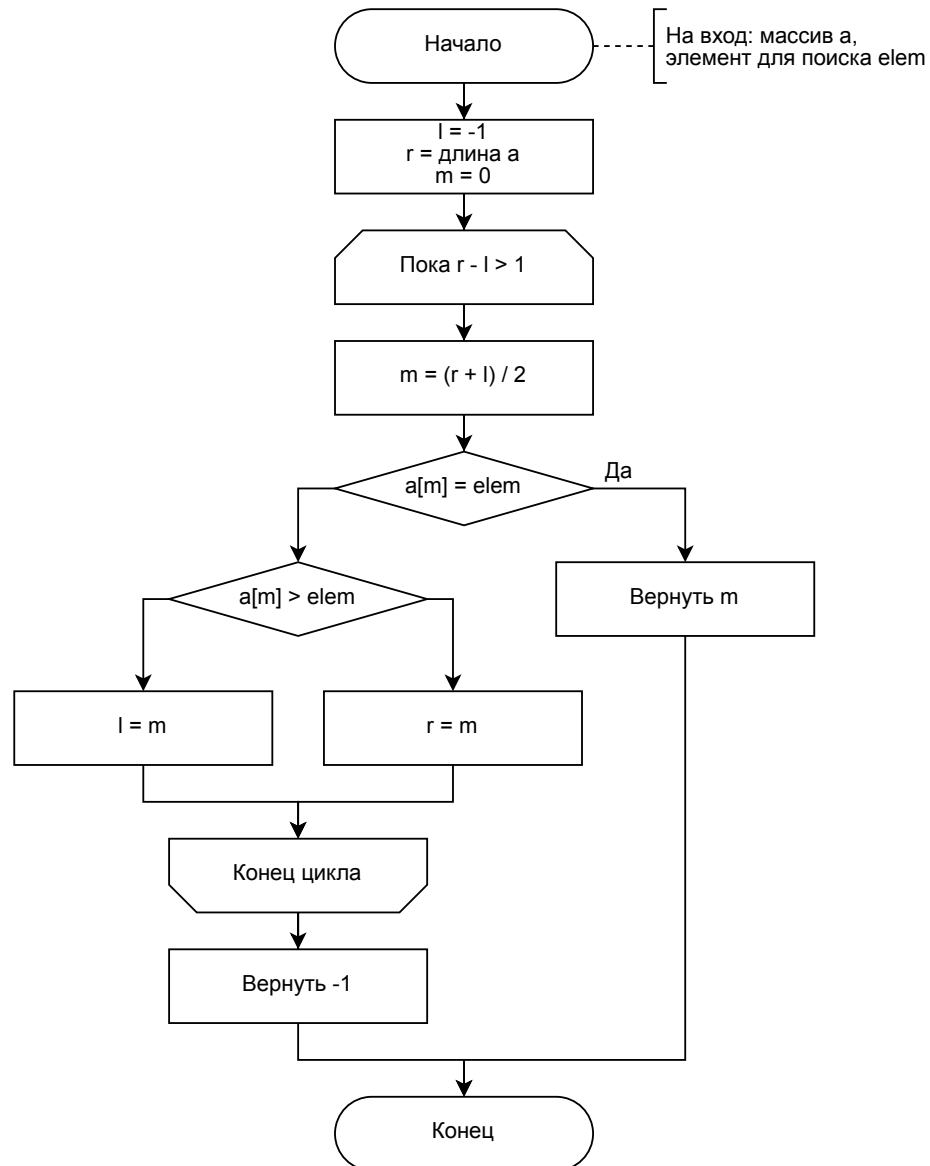 Начало
На вход: массив a,
элемент для поиска elem
l = -1
r = длина a
m = 0
Пока r - l > 1
m = (r + l) / 2
a[m] = elem
Да
a[m] > elem
Вернуть m
l = m
r = m
Конец цикла
Вернуть -1
Конец